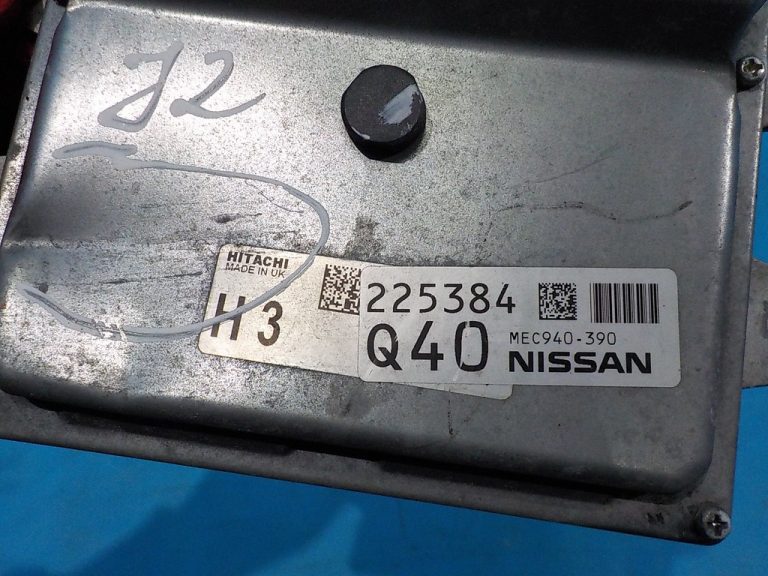 J2
HITACHI
MADE IN UK
H3
225384
Q40
MEC940-390
NISSAN